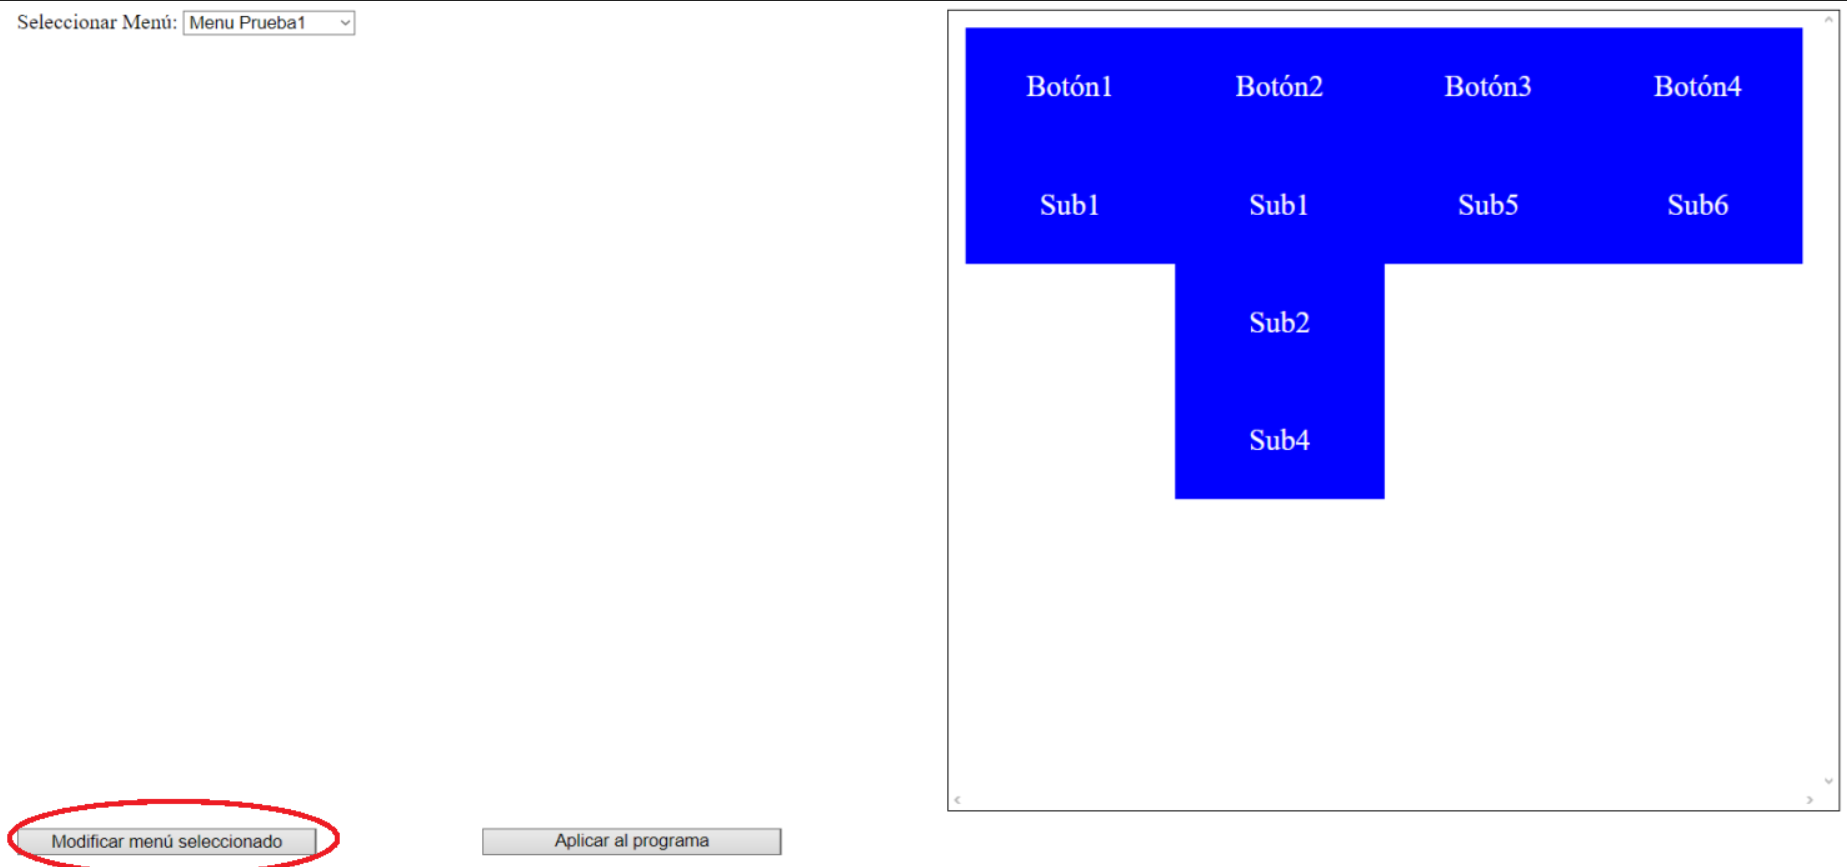 Seleccionar Menú: Menu Prueba1
Botón1 Botón2 Botón3 Botón4
Sub1 Sub1 Sub5 Sub6
Sub2
Sub4
Modificar menú seleccionado Aplicar al programa